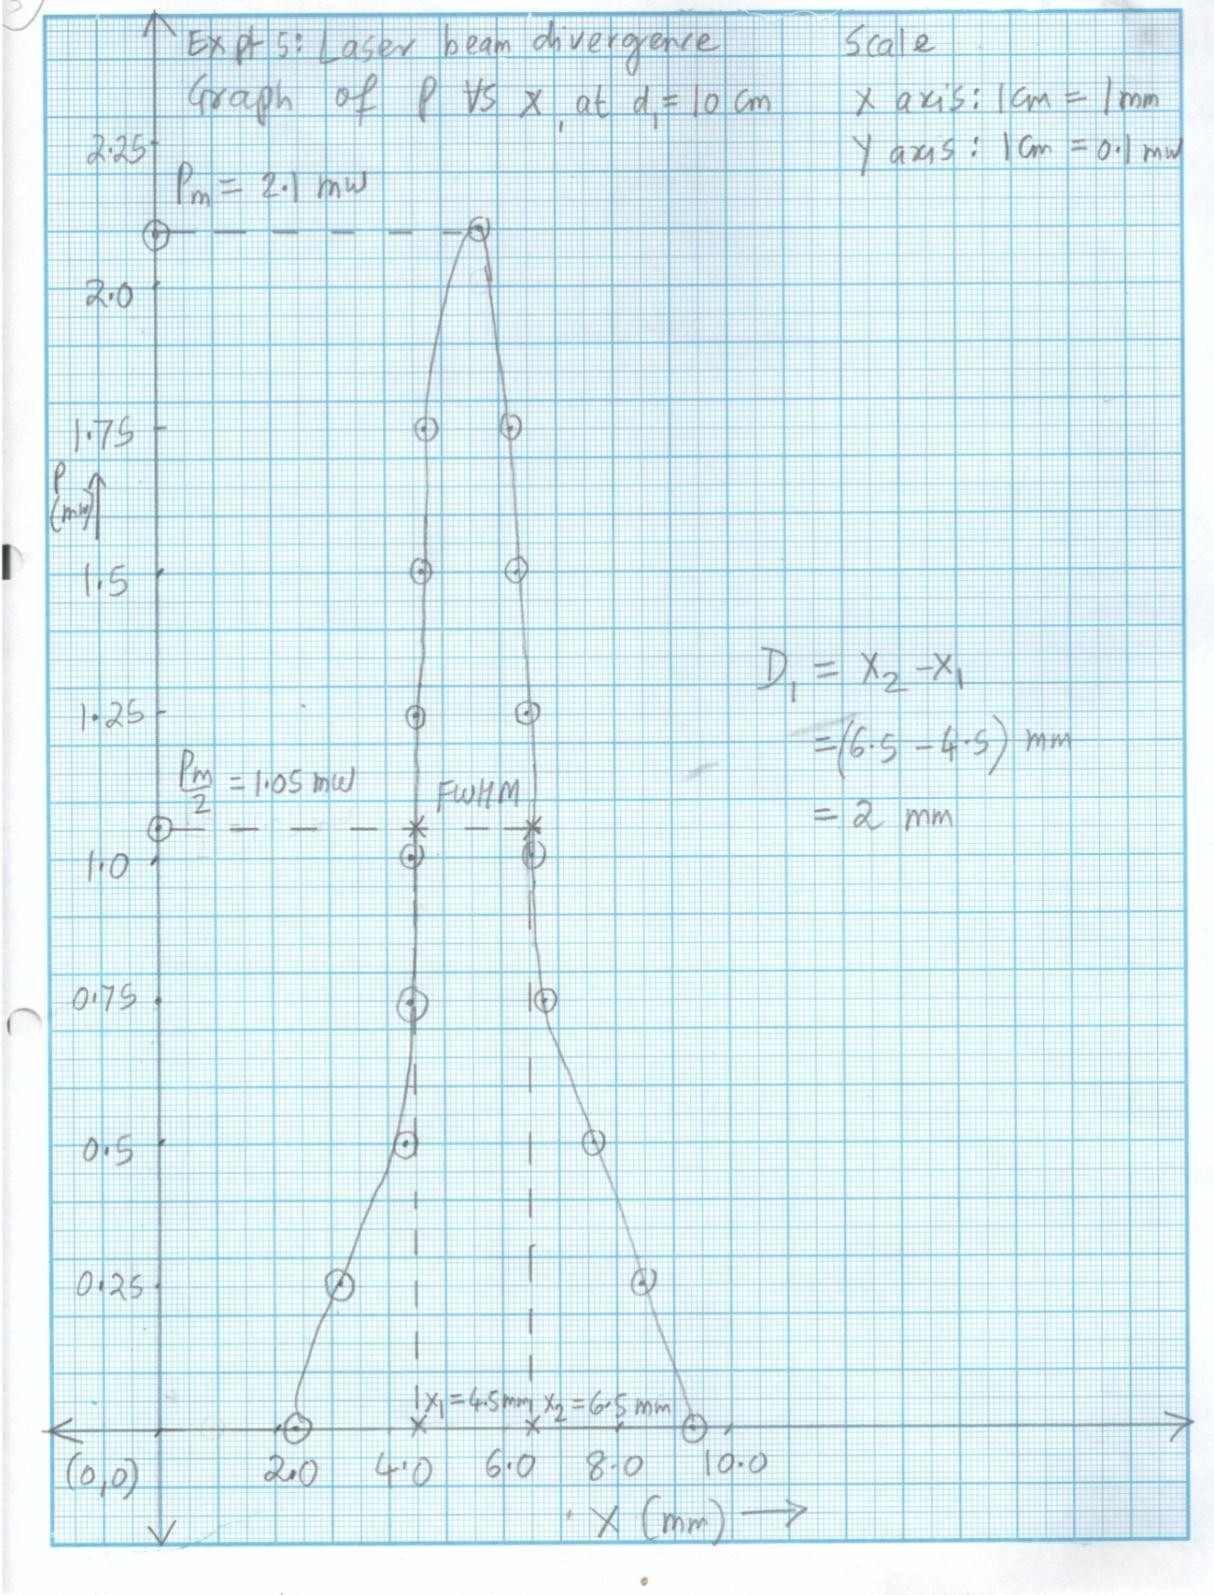 Expt 5: Laser beam divergence
Graph of P Vs X, at d₁ = 10 cm
Scale
X axis: 1cm = 1mm
Y axis: 1cm = 0.1 mw
2.25
Pm = 2.1 mw
2.0
1.75
P (mw)
1.5
1.25
Pm/2 = 1.05 mw
FWHM
1.0
0.75
0.5
0.25
D₁ = X₂ - X₁
= (6.5 - 4.5) mm
= 2 mm
X₁ = 4.5mm X₂ = 6.5 mm
(0,0) 2.0 4.0 6.0 8.0 10.0
X (mm)